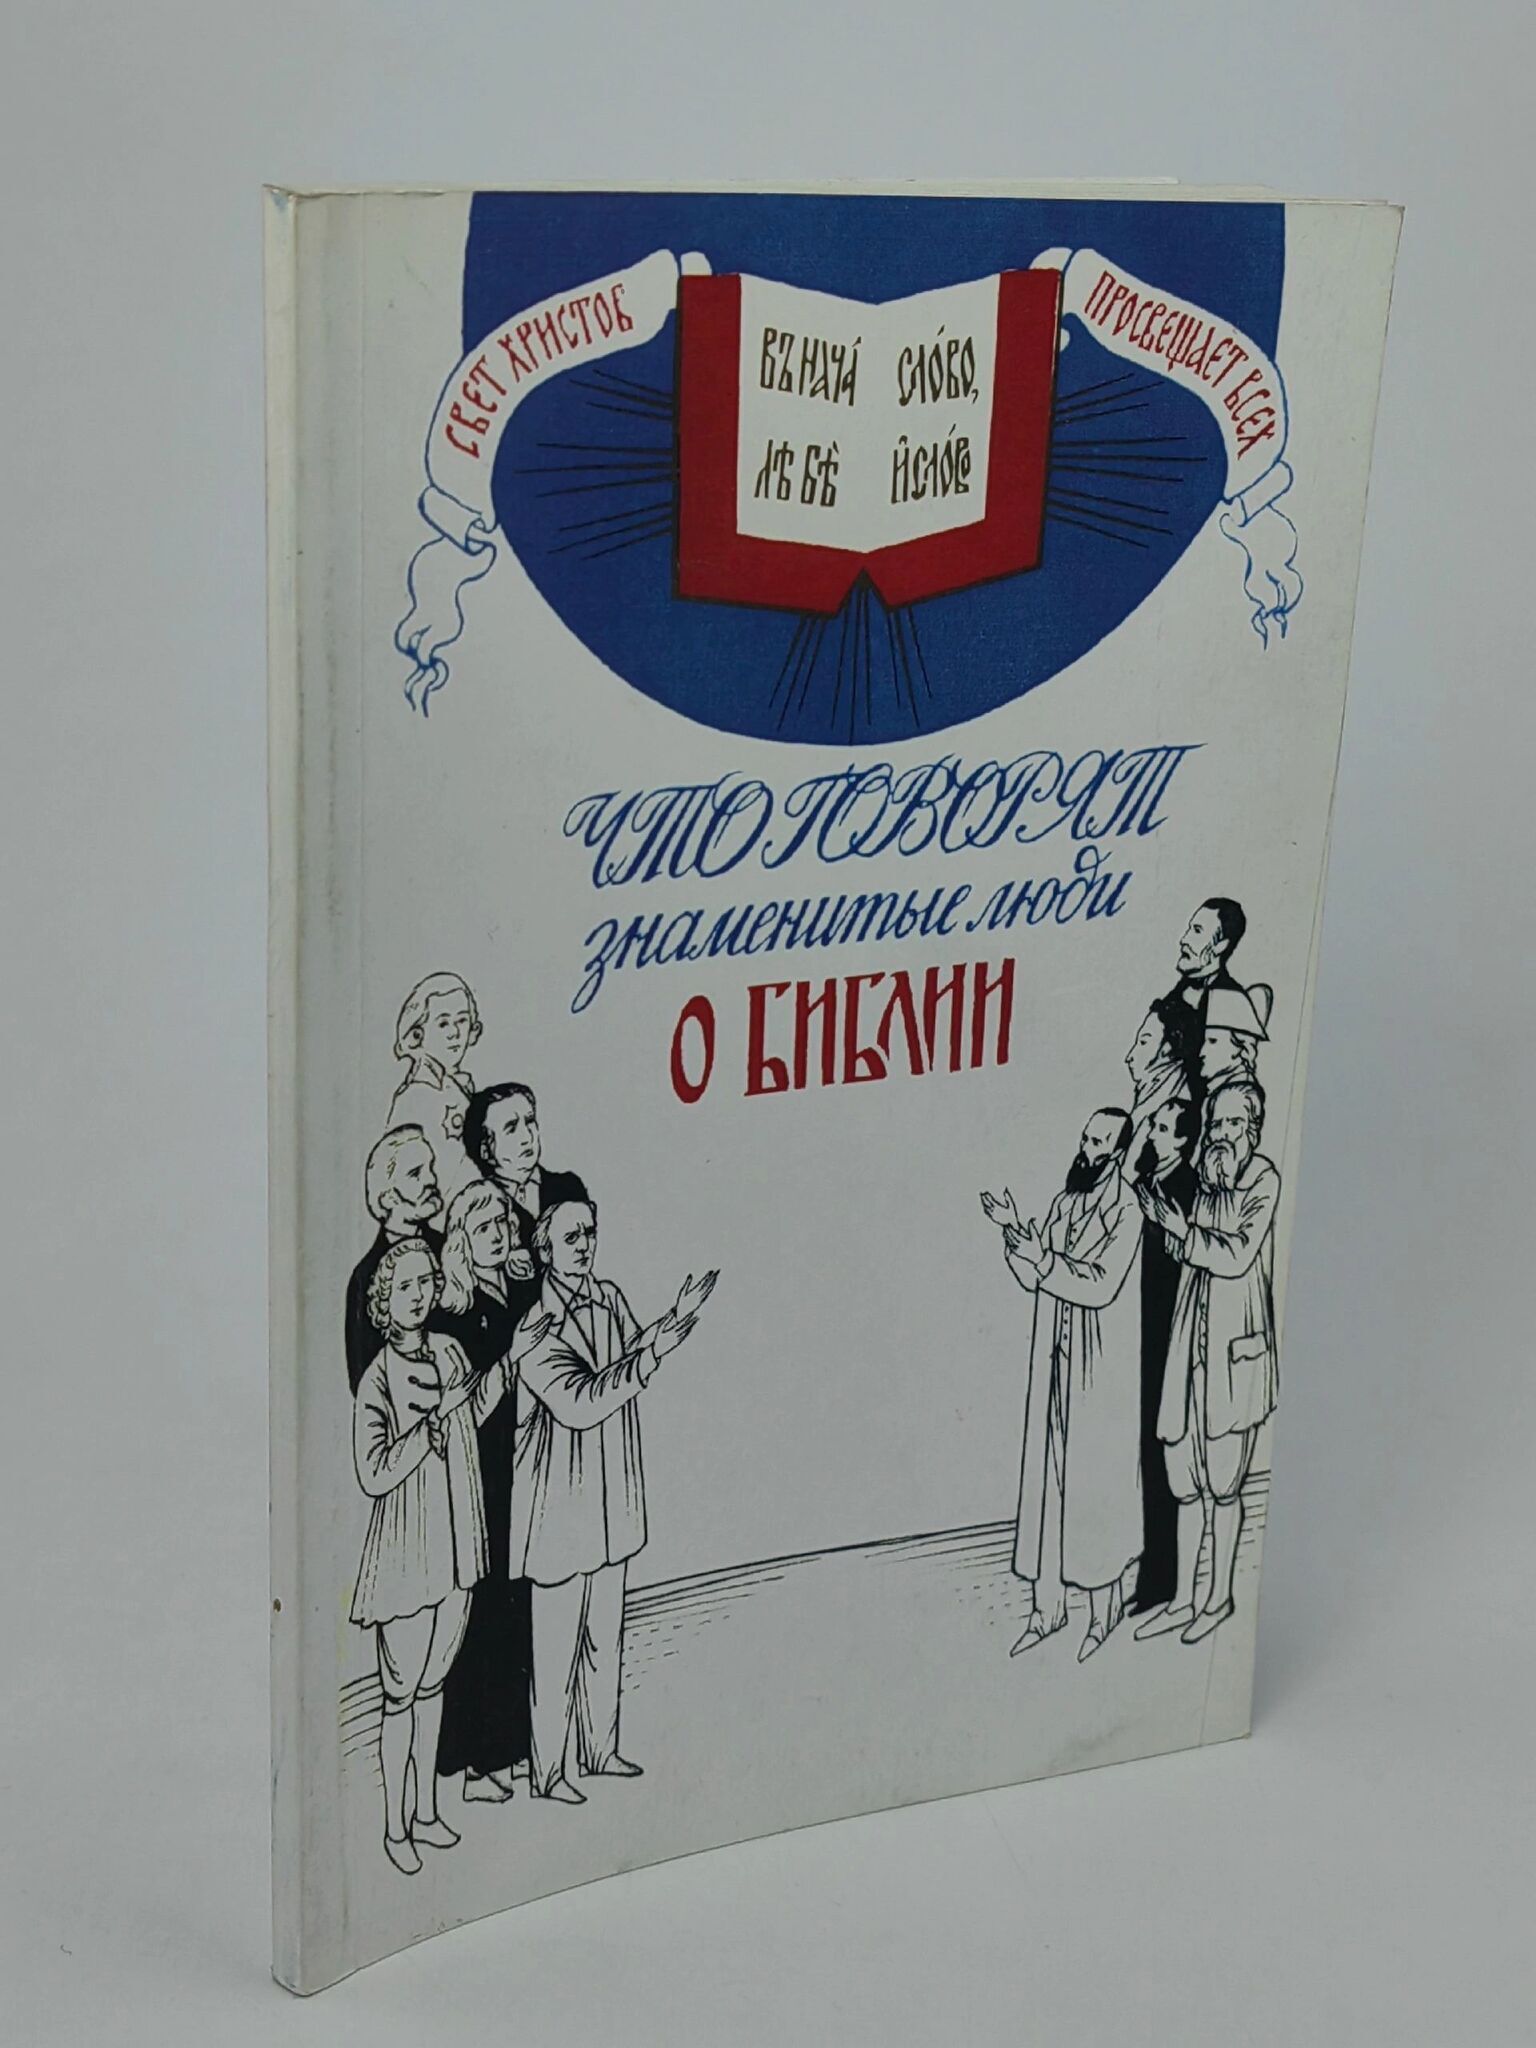 СВЕТ ХРИСТОВ
ПРОСВЕЩАЕТ ВСЕХ
ВЪ НАЧА́
ЛѢ БѢ̀
СЛО́ВО,
И҆ СЛО́ВО
ЧТО ГОВОРЯТ
знаменитые люди
О БИБЛИИ